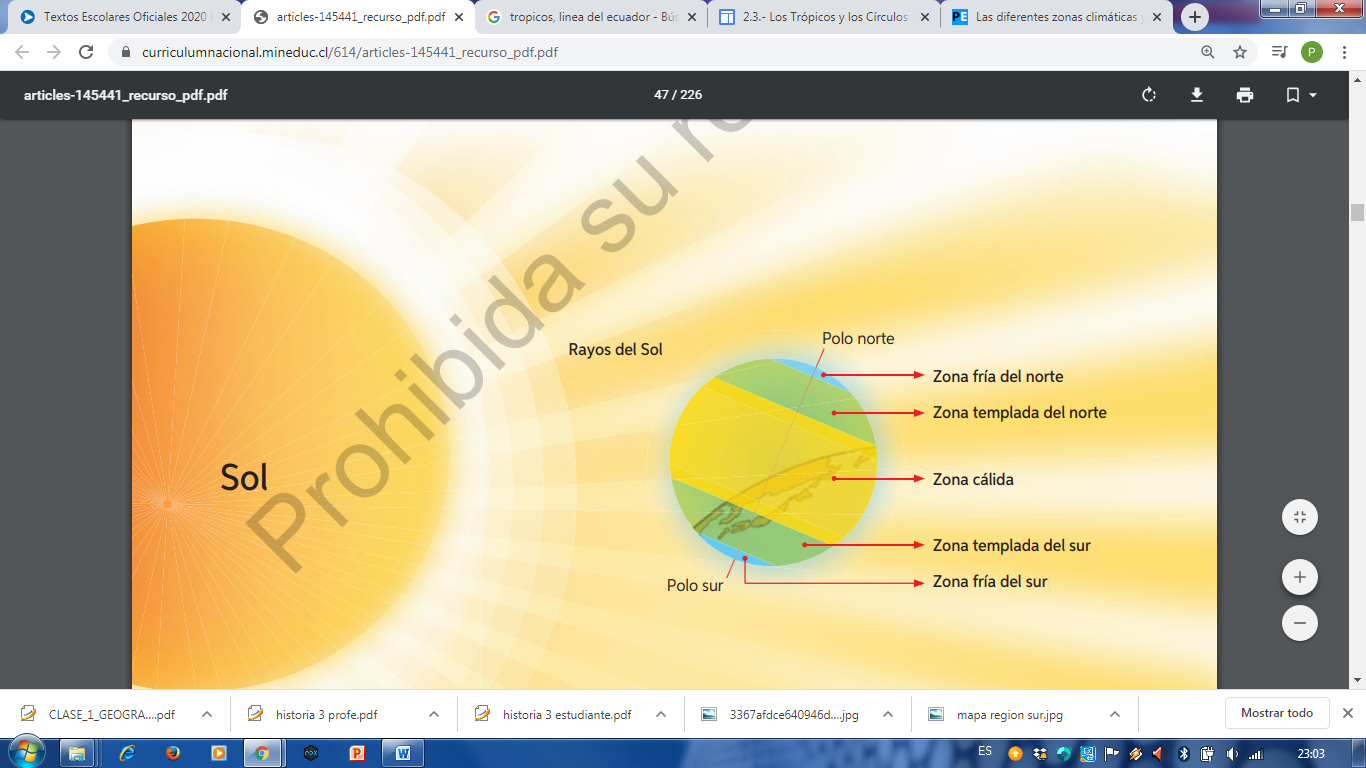 Textos Escolares Oficiales 2020
articles-145441_recurso_pdf.pdf
tropicos, linea del ecuador - Bús
2.3.- Los Trópicos y los Círculos
PE Las diferentes zonas climáticas
curriculumnacional.mineduc.cl/614/articles-145441_recurso_pdf.pdf
P
articles-145441_recurso_pdf.pdf
47 / 226
Prohibida su
Polo norte
Rayos del Sol
Zona fría del norte
Zona templada del norte
Sol
Zona cálida
Zona templada del sur
Zona fría del sur
Polo sur
CLASE_1_GEOGRA....pdf
historia 3 profe.pdf
historia 3 estudiante.pdf
3367afdce640946d....jpg
mapa region sur.jpg
Mostrar todo
ES
23:03